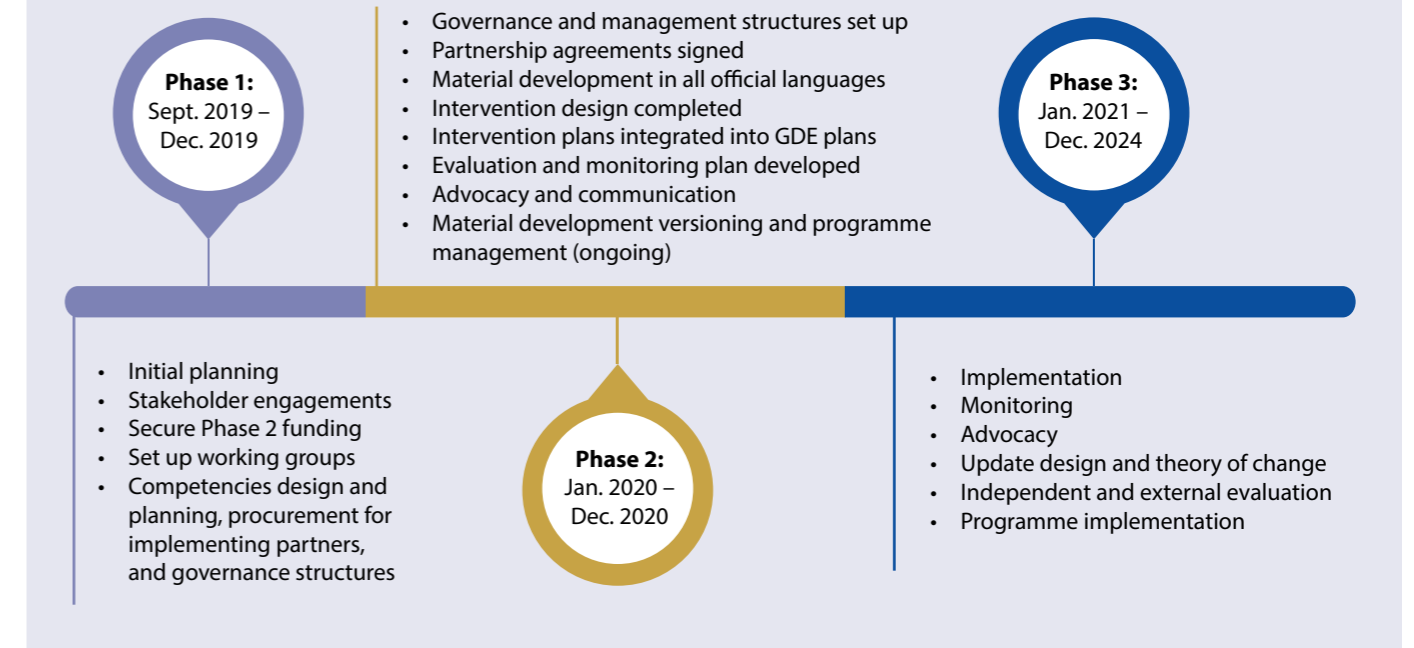 Phase 1:
Sept. 2019 –
Dec. 2019
• Initial planning
• Stakeholder engagements
• Secure Phase 2 funding
• Set up working groups
• Competencies design and
planning, procurement for
implementing partners,
and governance structures
• Governance and management structures set up
• Partnership agreements signed
• Material development in all official languages
• Intervention design completed
• Intervention plans integrated into GDE plans
• Evaluation and monitoring plan developed
• Advocacy and communication
• Material development versioning and programme
management (ongoing)
Phase 2:
Jan. 2020 –
Dec. 2020
Phase 3:
Jan. 2021 –
Dec. 2024
• Implementation
• Monitoring
• Advocacy
• Update design and theory of change
• Independent and external evaluation
• Programme implementation